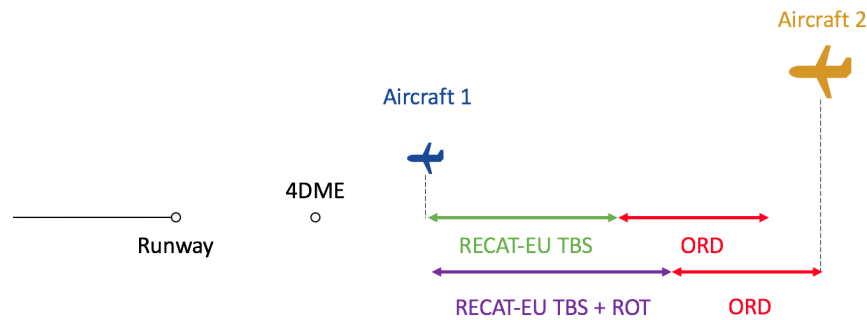 Aircraft 2
Aircraft 1
4DME
Runway
RECAT-EU TBS
ORD
RECAT-EU TBS + ROT
ORD